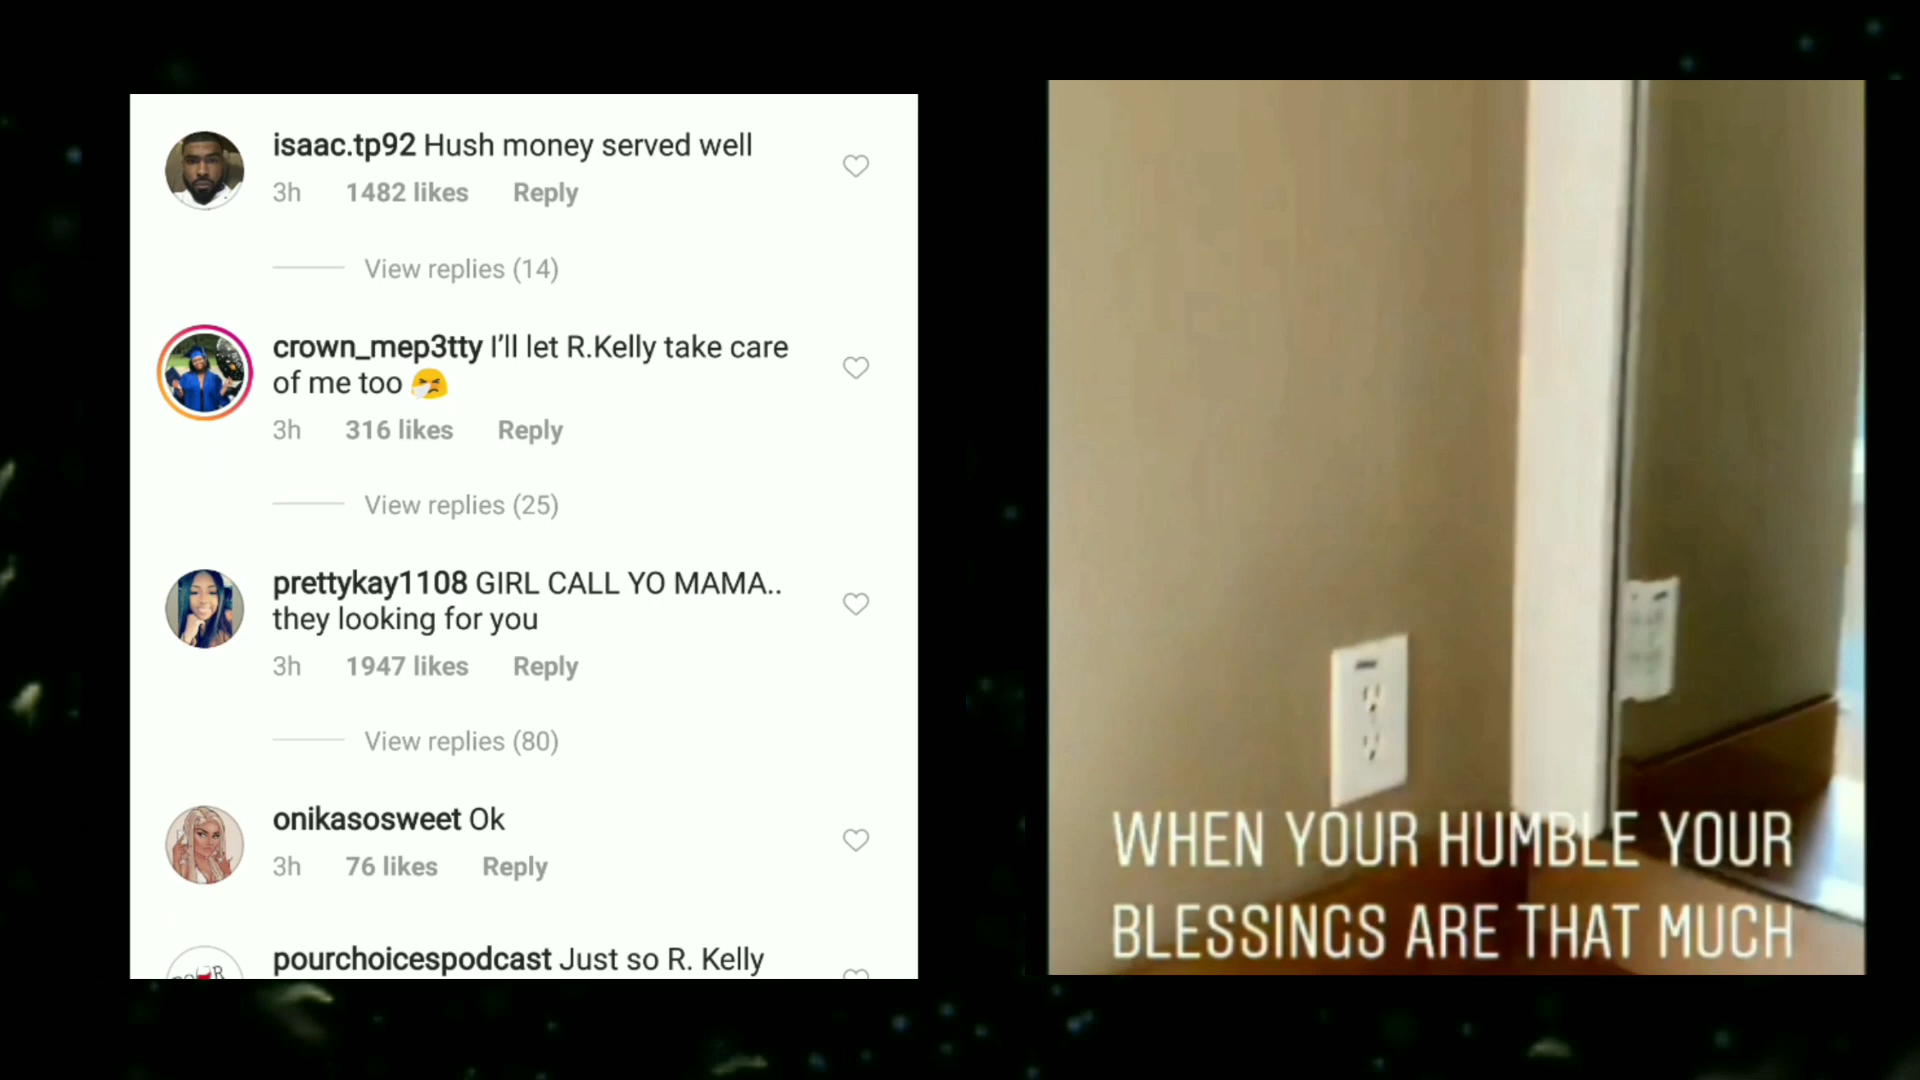 isaac.tp92 Hush money served well
3h 1482 likes Reply
View replies (14)
crown_mep3tty I'll let R.Kelly take care
of me too 🤧
3h 316 likes Reply
View replies (25)
prettykay1108 GIRL CALL YO MAMA..
they looking for you
3h 1947 likes Reply
View replies (80)
onikasosweet Ok
3h 76 likes Reply
pourchoicespodcast Just so R. Kelly
WHEN YOUR HUMBLE YOUR
BLESSINGS ARE THAT MUCH